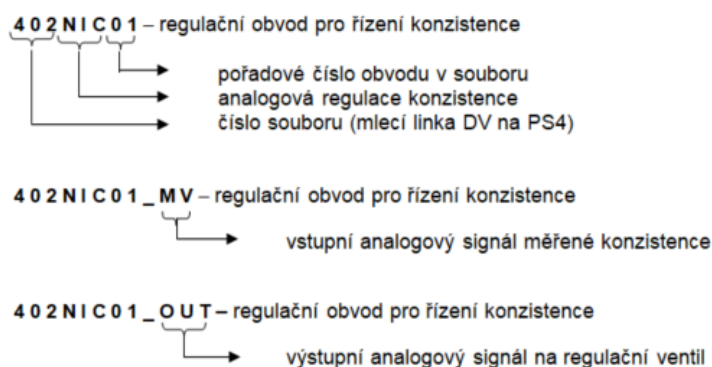 402NIC01 – regulační obvod pro řízení konzistence
pořadové číslo obvodu v souboru
analogová regulace konzistence
číslo souboru (mlecí linka DV na PS4)
402NIC01_MV – regulační obvod pro řízení konzistence
vstupní analogový signál měřené konzistence
402NIC01_OUT – regulační obvod pro řízení konzistence
výstupní analogový signál na regulační ventil